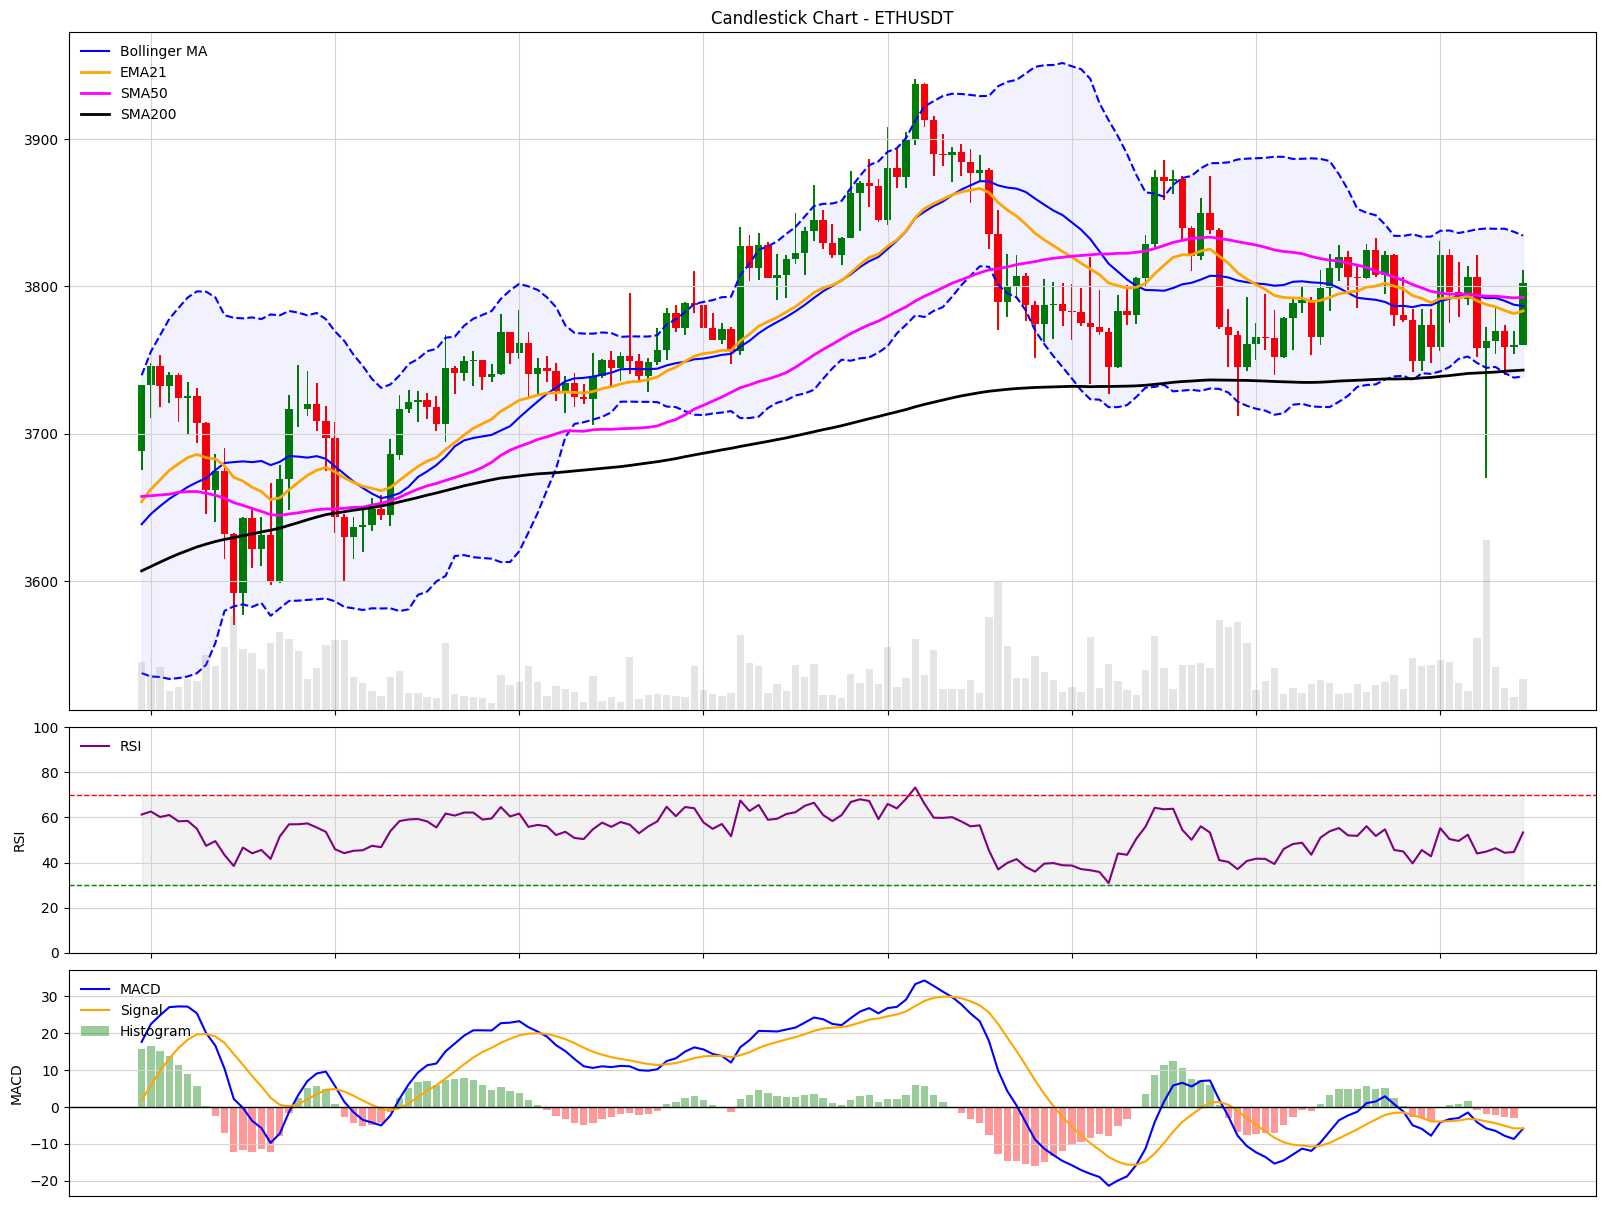 Candlestick Chart - ETHUSDT
Bollinger MA
EMA21
SMA50
SMA200
3900
3800
3700
3600
100
80
60
40
20
0
RSI
RSI
30
20
10
0
−10
−20
MACD
MACD
Signal
Histogram